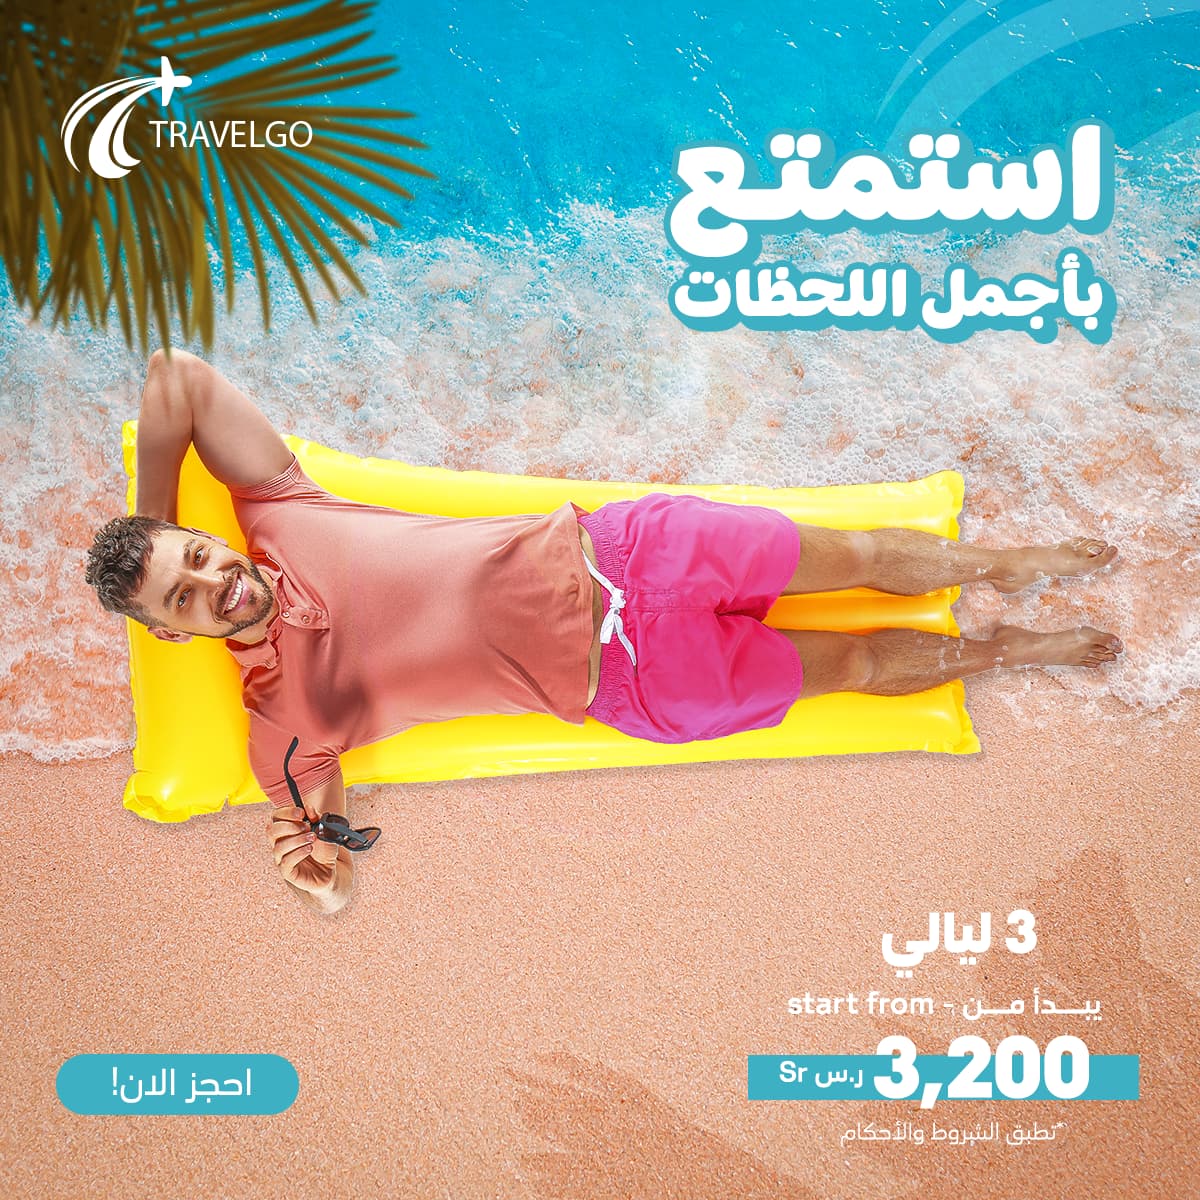 TRAVELGO
استمتع
بأجمل اللحظات
3 ليالي
يبدأ من - start from
3,200 ر.س Sr
*تطبق الشروط والأحكام
احجز الان!